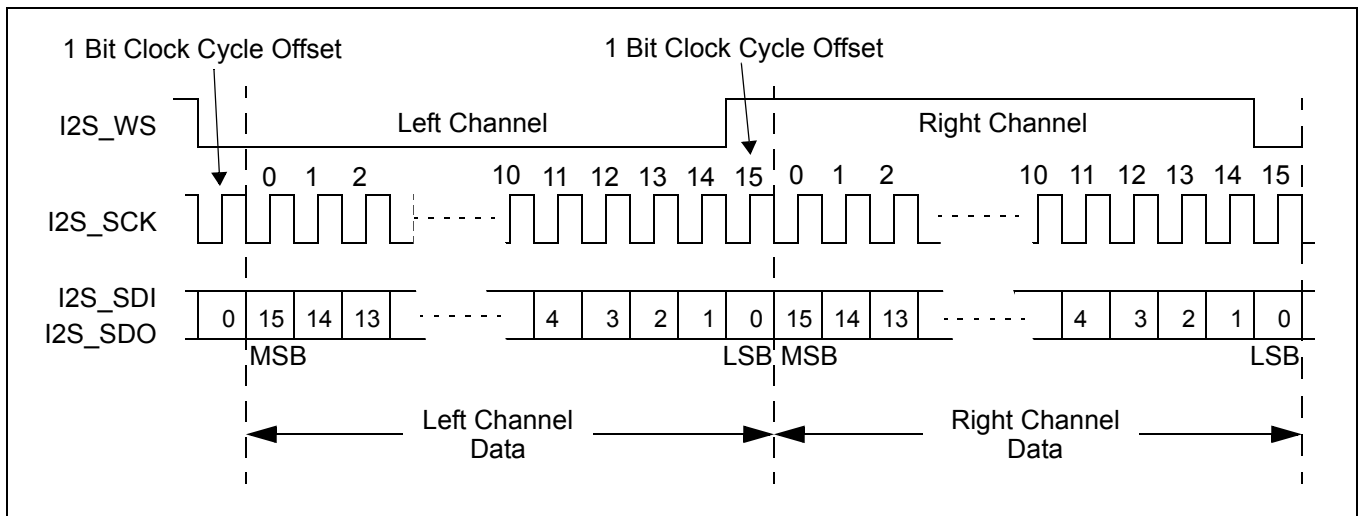 1 Bit Clock Cycle Offset 1 Bit Clock Cycle Offset
I2S_WS Left Channel Right Channel
0 1 2 10 11 12 13 14 15 0 1 2 10 11 12 13 14 15
I2S_SCK
I2S_SDI
0 15 14 13 4 3 2 1 0 15 14 13 4 3 2 1 0
I2S_SDO
MSB LSB MSB LSB
Left Channel Right Channel
Data Data